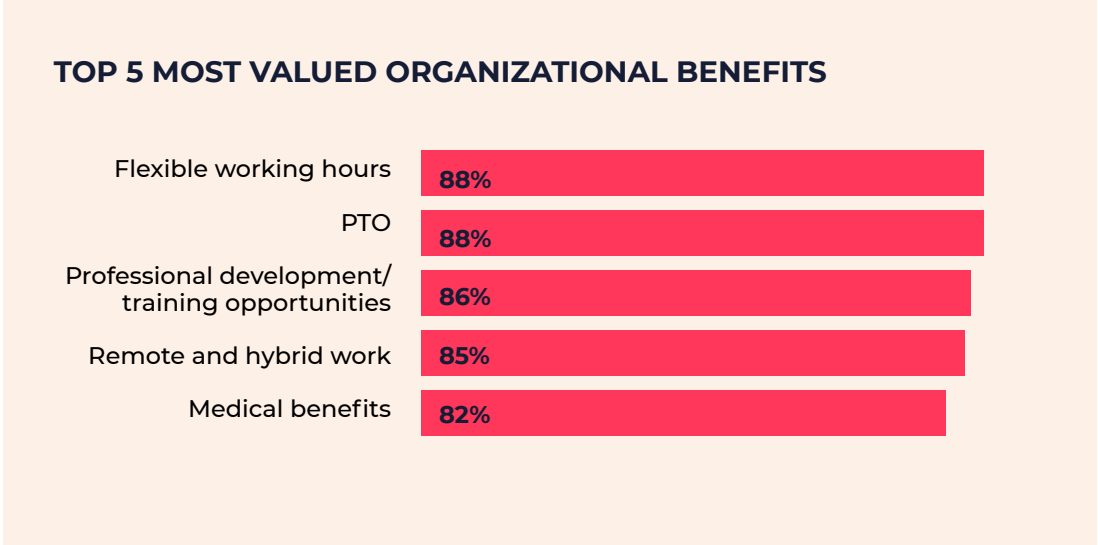 TOP 5 MOST VALUED ORGANIZATIONAL BENEFITS
Flexible working hours
88%
PTO
88%
Professional development/
training opportunities
86%
Remote and hybrid work
85%
Medical benefits
82%